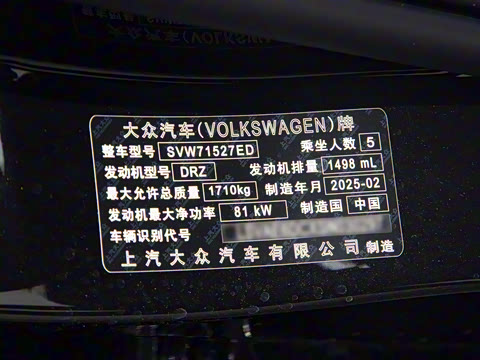 大众汽车(VOLKSWAGEN)牌
整车型号 SVW71527ED 乘坐人数 5
发动机型号 DRZ 发动机排量 1498 mL
最大允许总质量 1710kg 制造年月 2025-02
发动机最大净功率 81 kW 制造国 中国
车辆识别代号
上汽大众汽车有限公司 制造